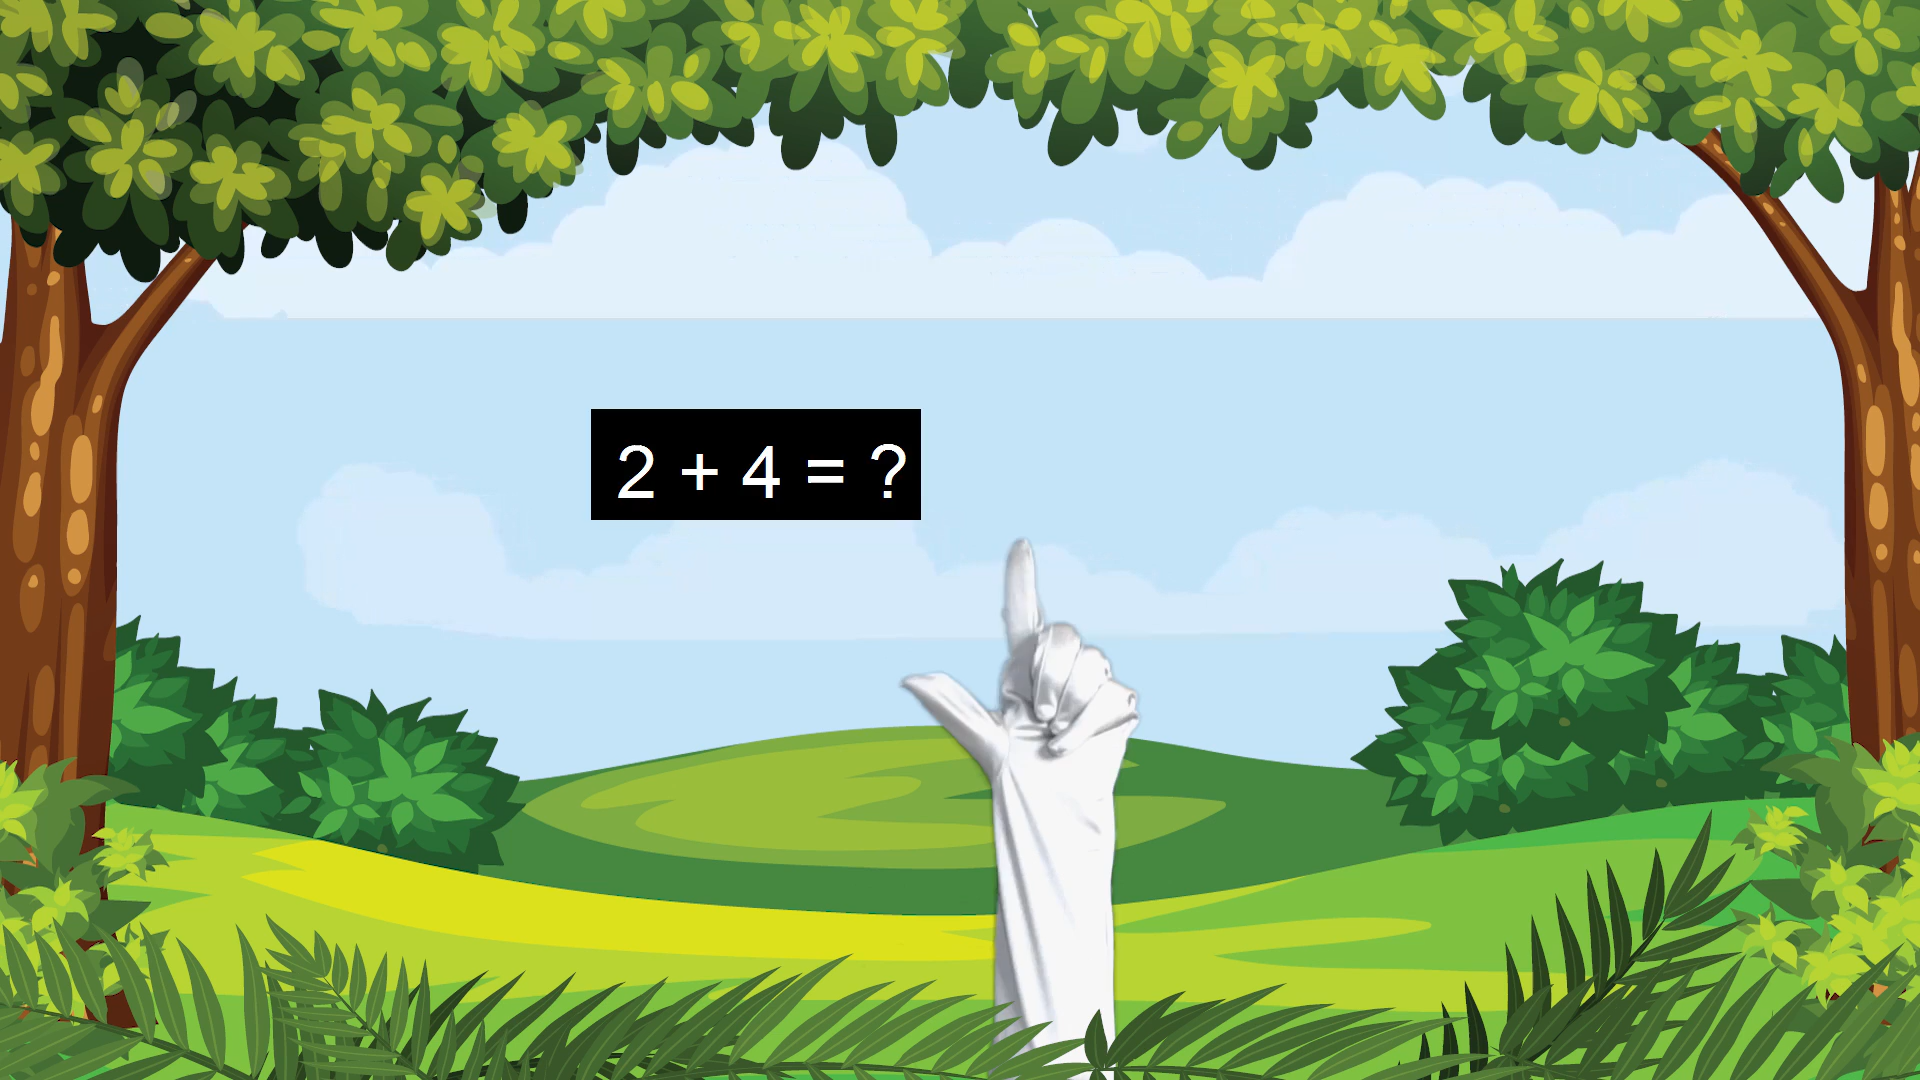 2 + 4 = ?